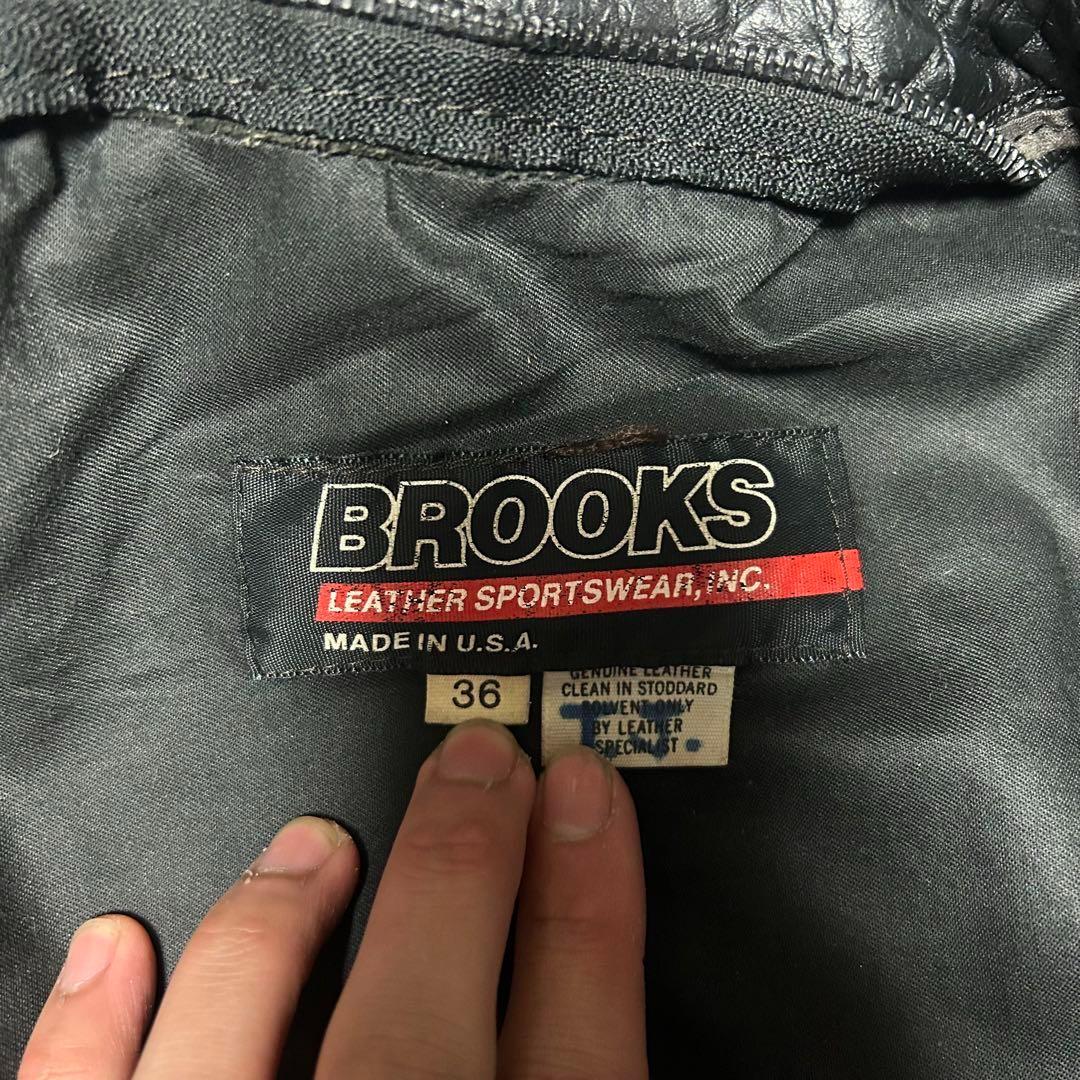 BROOKS
LEATHER SPORTSWEAR, INC.
MADE IN U.S.A.
36
GENUINE LEATHER
CLEAN IN STODDARD
SOLVENT ONLY
BY LEATHER
SPECIALIST